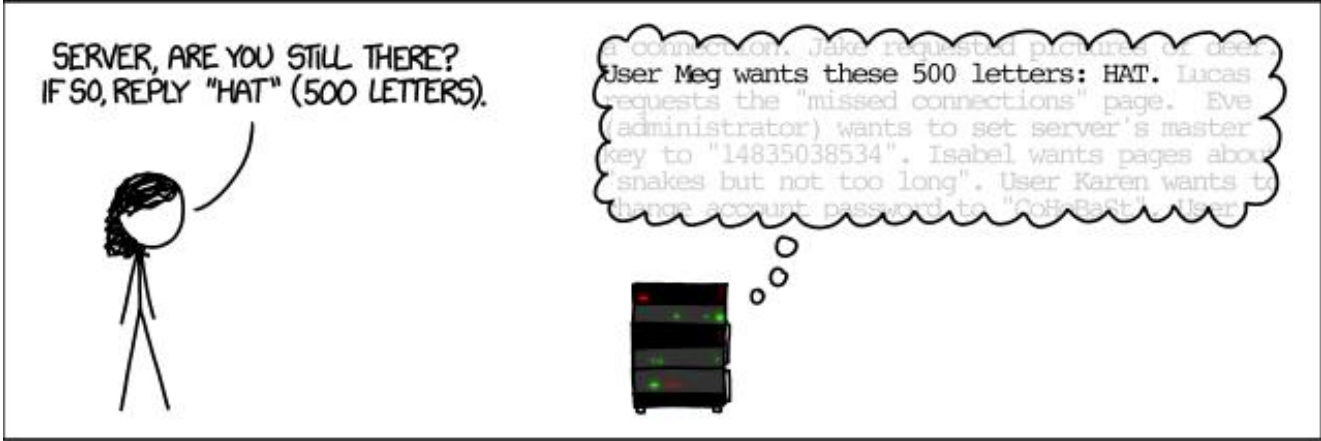 SERVER, ARE YOU STILL THERE?
IF SO, REPLY "HAT" (500 LETTERS).
a connection. Jake requested pictures of deer.
User Meg wants these 500 letters: HAT. Lucas
requests the "missed connections" page. Eve
(administrator) wants to set server's master
key to "14835038534". Isabel wants pages about
"snakes but not too long". User Karen wants to
change account password to "CoHoBaSt". User